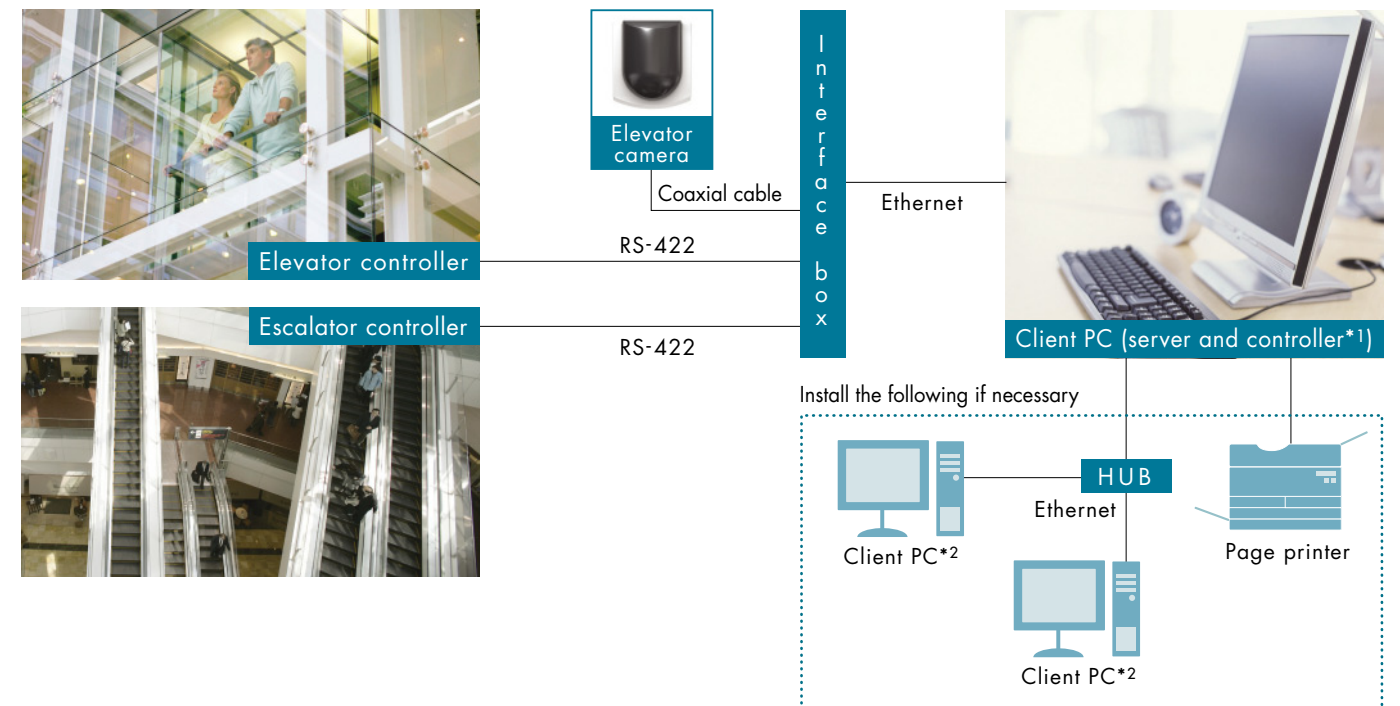 Elevator
camera
Coaxial cable
Interface box
Ethernet
RS-422
Elevator controller
Escalator controller
RS-422
Client PC (server and controller*1)
Install the following if necessary
HUB
Ethernet
Client PC*2
Page printer
Client PC*2